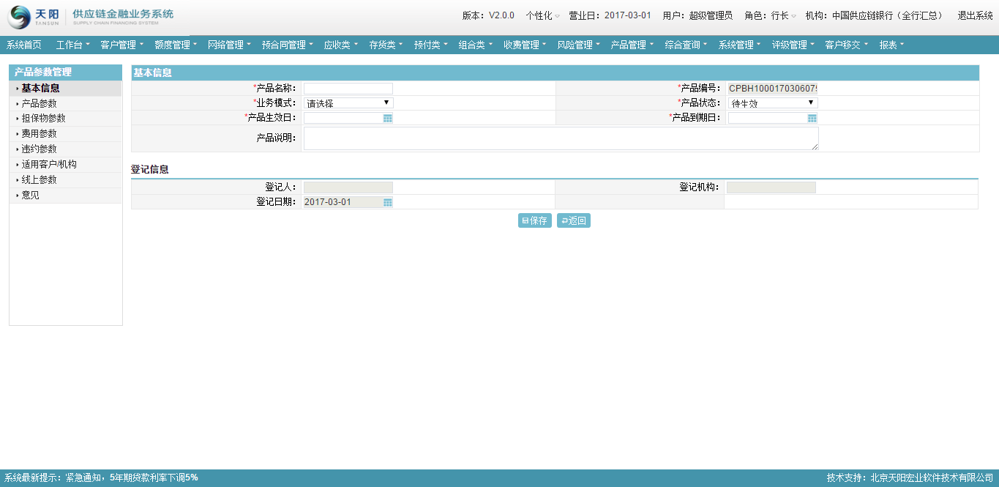 天阳 TANSUN 供应链金融业务系统 SUPPLY CHAIN FINANCING SYSTEM
版本：V2.0.0 个性化 营业日：2017-03-01 用户：超级管理员 角色：行长 机构：中国供应链银行（全行汇总） 退出系统
系统首页 工作台 客户管理 额度管理 网络管理 预合同管理 应收类 存货类 预付类 组合类 收费管理 风险管理 产品管理 综合查询 系统管理 评级管理 客户移交 报表
产品参数管理
基本信息
产品参数
担保物参数
费用参数
违约参数
适用客户/机构
线上参数
意见
基本信息
*产品名称： *产品编号： CPBH1000170306075
*业务模式： 请选择 *产品状态： 待生效
*产品生效日： *产品到期日：
产品说明：
登记信息
登记人： 登记机构：
登记日期： 2017-03-01
保存 返回
系统最新提示：紧急通知，5年期贷款利率下调5% 技术支持：北京天阳宏业软件技术有限公司